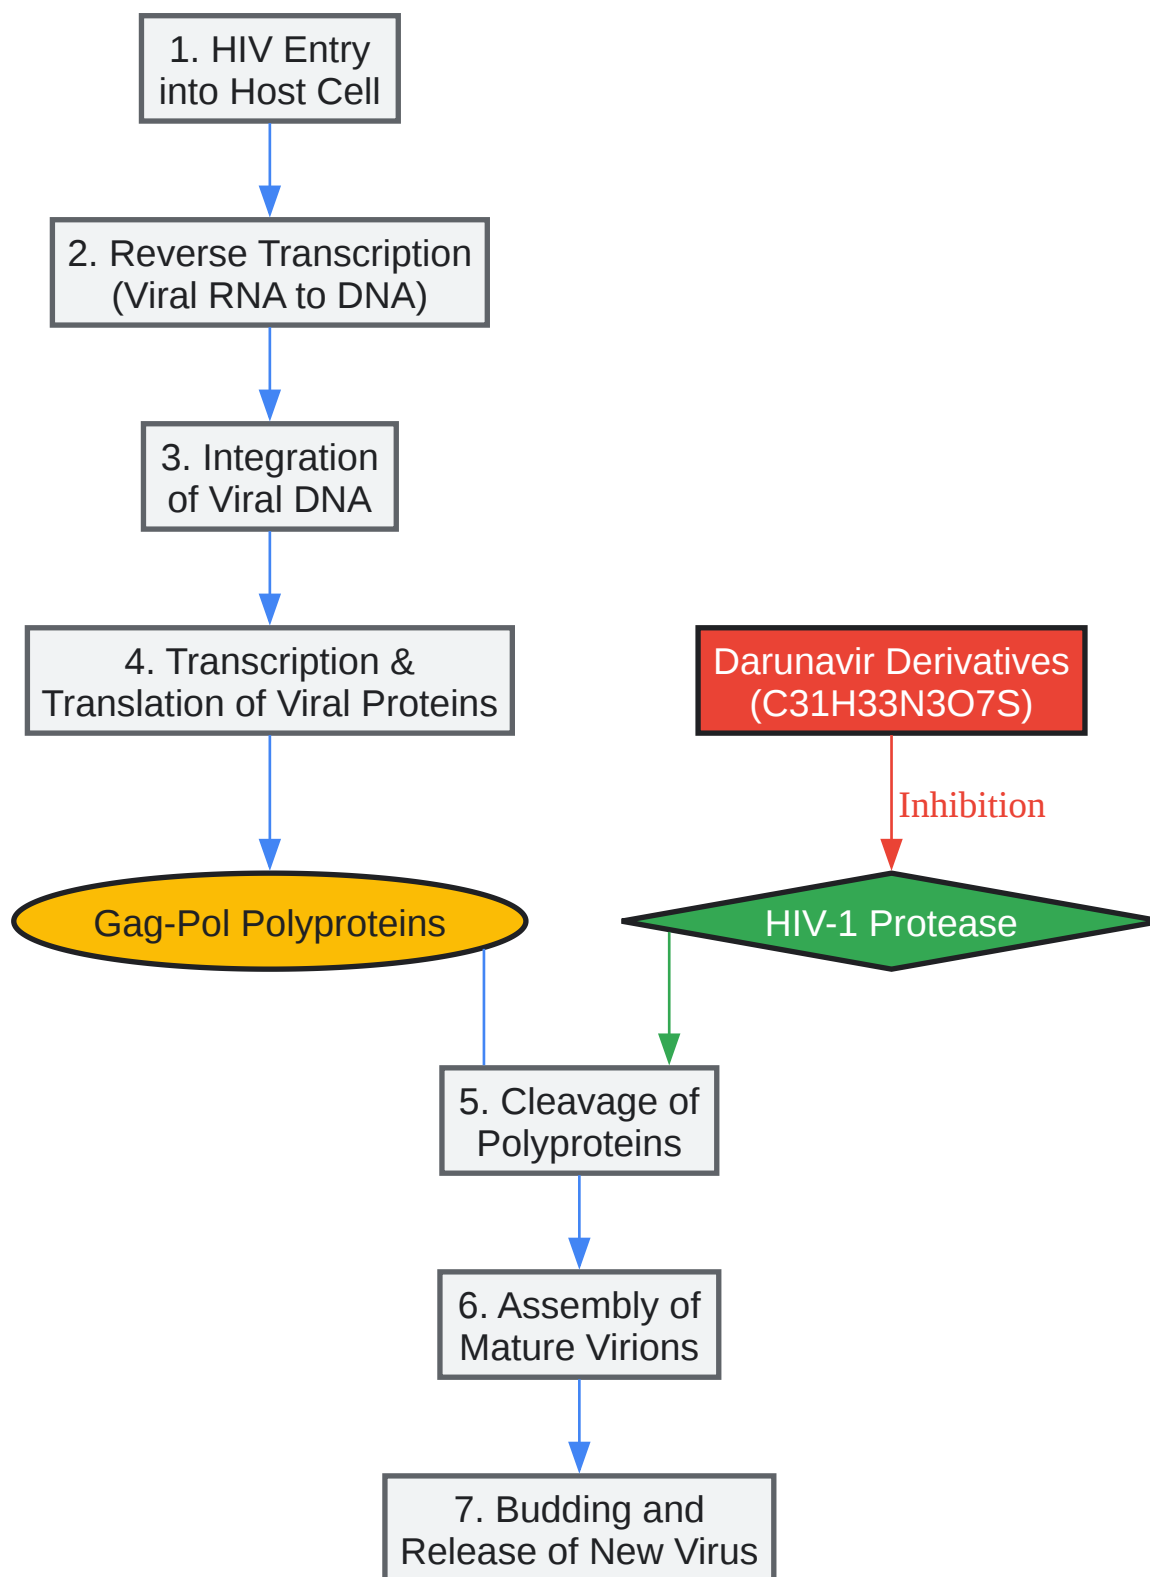 1. HIV Entry
into Host Cell
2. Reverse Transcription
(Viral RNA to DNA)
3. Integration
of Viral DNA
4. Transcription &
Translation of Viral Proteins
Darunavir Derivatives
(C31H33N3O7S)
Inhibition
Gag-Pol Polyproteins
HIV-1 Protease
5. Cleavage of
Polyproteins
6. Assembly of
Mature Virions
7. Budding and
Release of New Virus